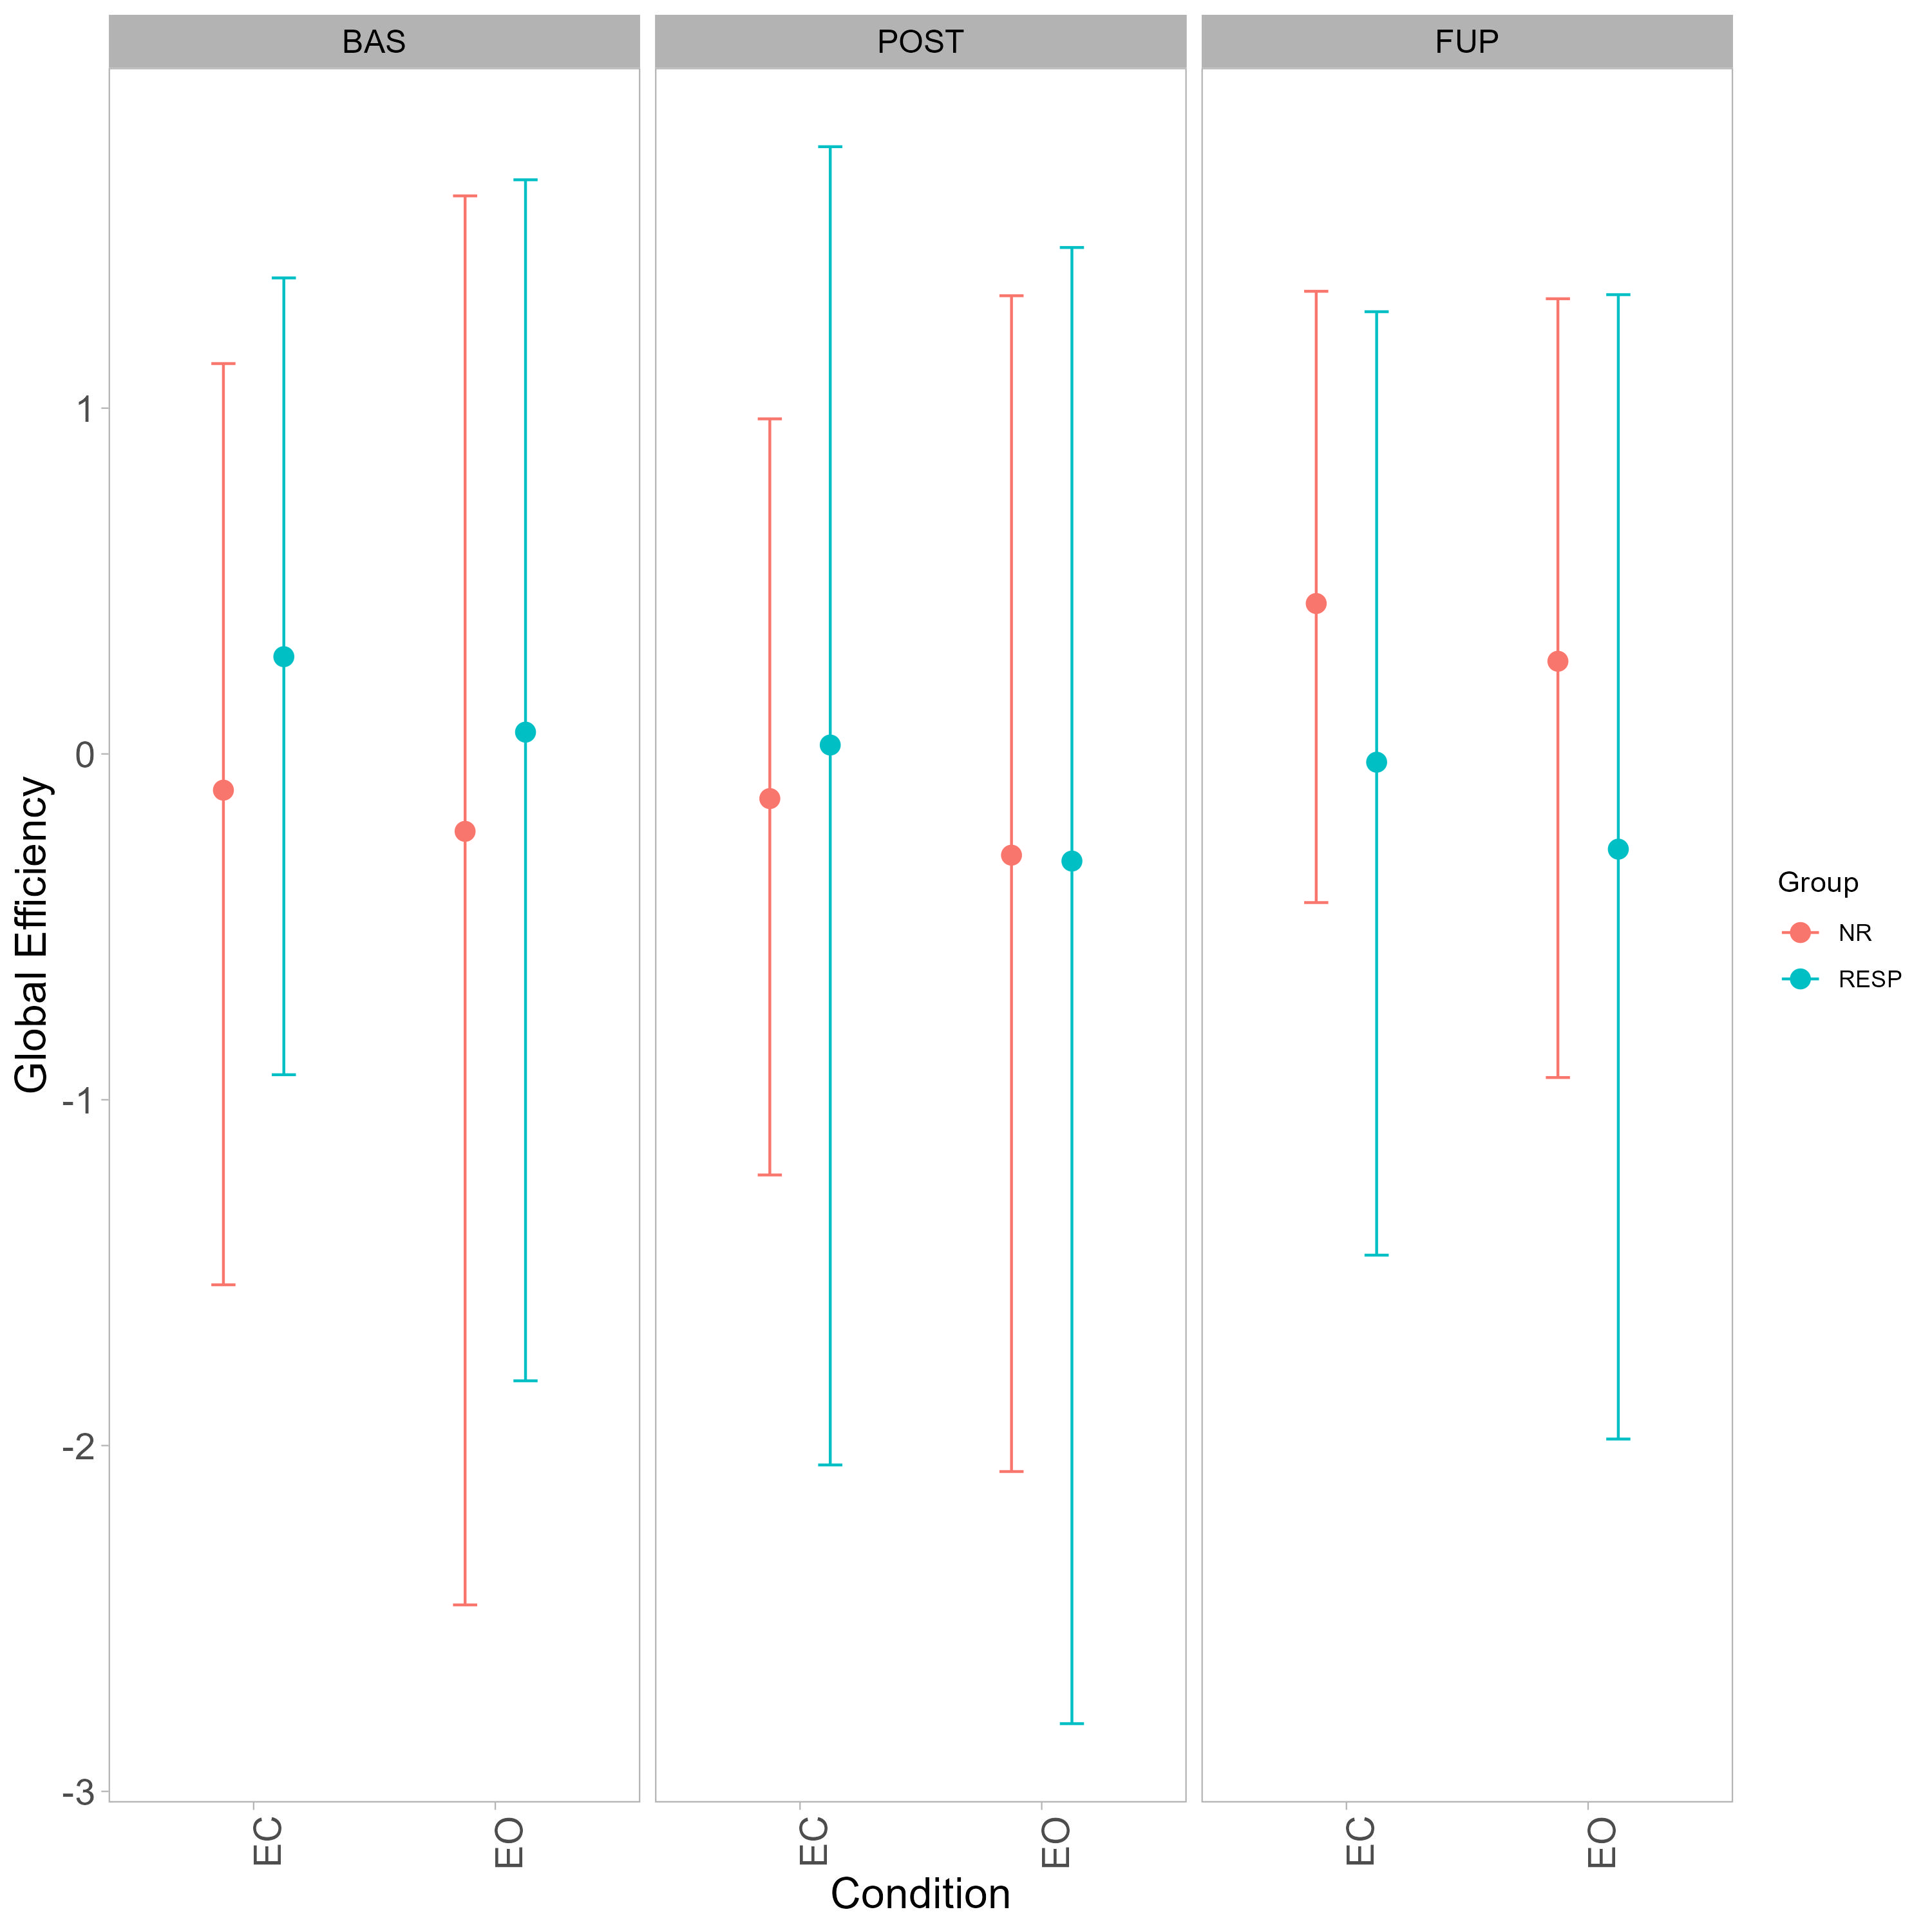 BAS
POST
FUP
Global Efficiency
1
0
-1
-2
-3
EC
EO
EC
EO
EC
EO
Condition
Group
NR
RESP